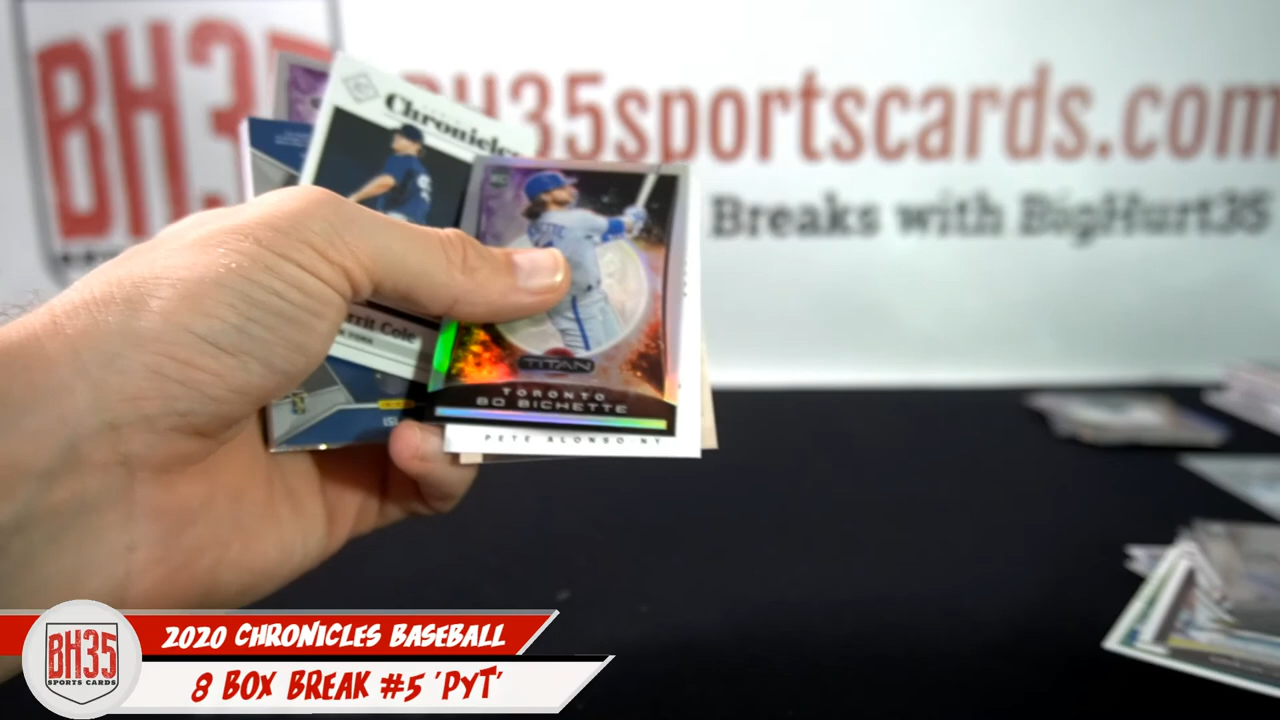 BH35
BH35sportscards.com
Breaks with BigHurt35
Chronicles
rrit Cole
TITAN
TORONTO
BO BICHETTE
PETE ALONSO NY
BH35
SPORTS CARDS
2020 CHRONICLES BASEBALL
8 BOX BREAK #5 'PYT'